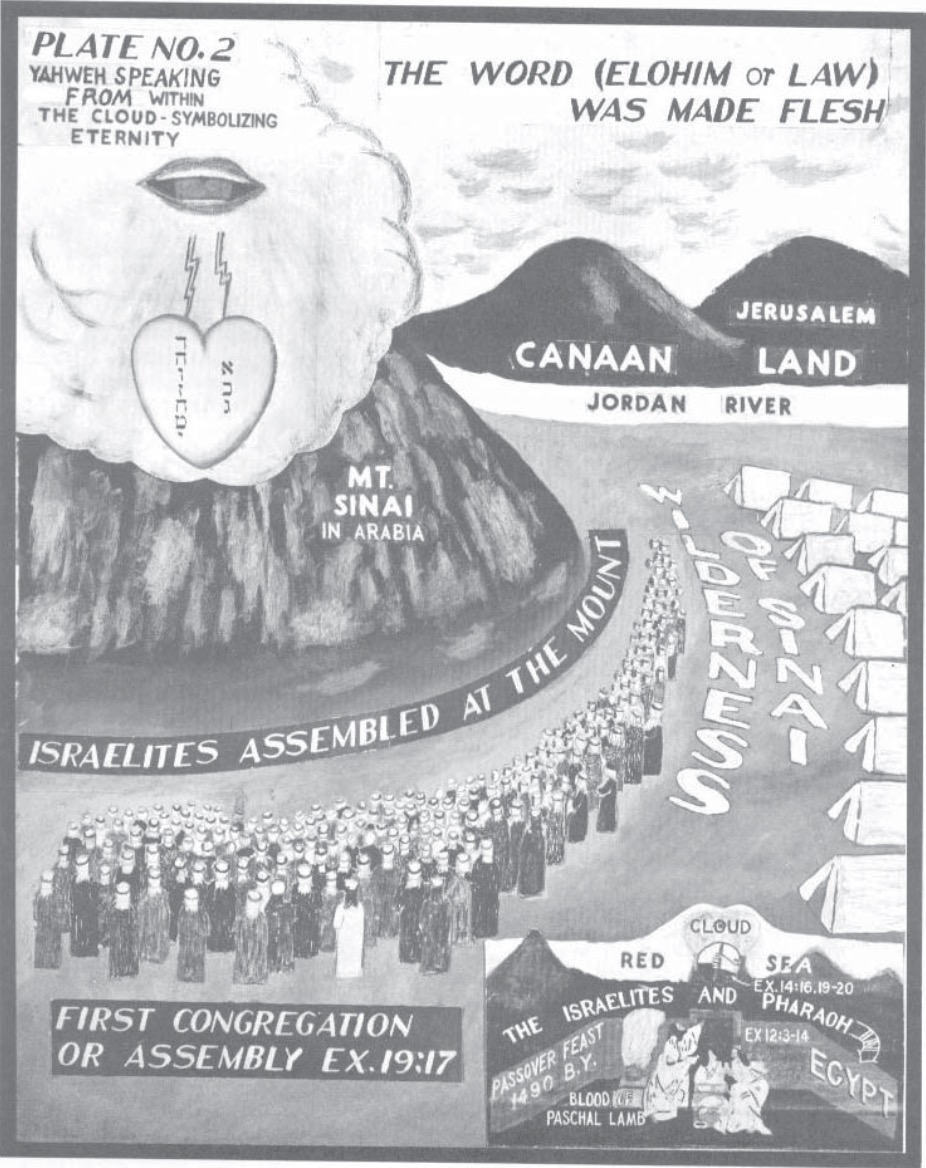 PLATE NO. 2
YAHWEH SPEAKING
FROM WITHIN
THE CLOUD - SYMBOLIZING
ETERNITY
THE WORD (ELOHIM or LAW)
WAS MADE FLESH
JERUSALEM
CANAAN LAND
JORDAN RIVER
MT.
SINAI
IN ARABIA
WILDERNESS
OF SINAI
ISRAELITES ASSEMBLED AT THE MOUNT
FIRST CONGREGATION
OR ASSEMBLY EX.19:17
CLOUD
RED SEA
EX.14:16,19-20
THE ISRAELITES AND PHARAOH
EX 12:3-14
PASSOVER FEAST
1490 B.Y.
EGYPT
BLOOD OF
PASCHAL LAMB